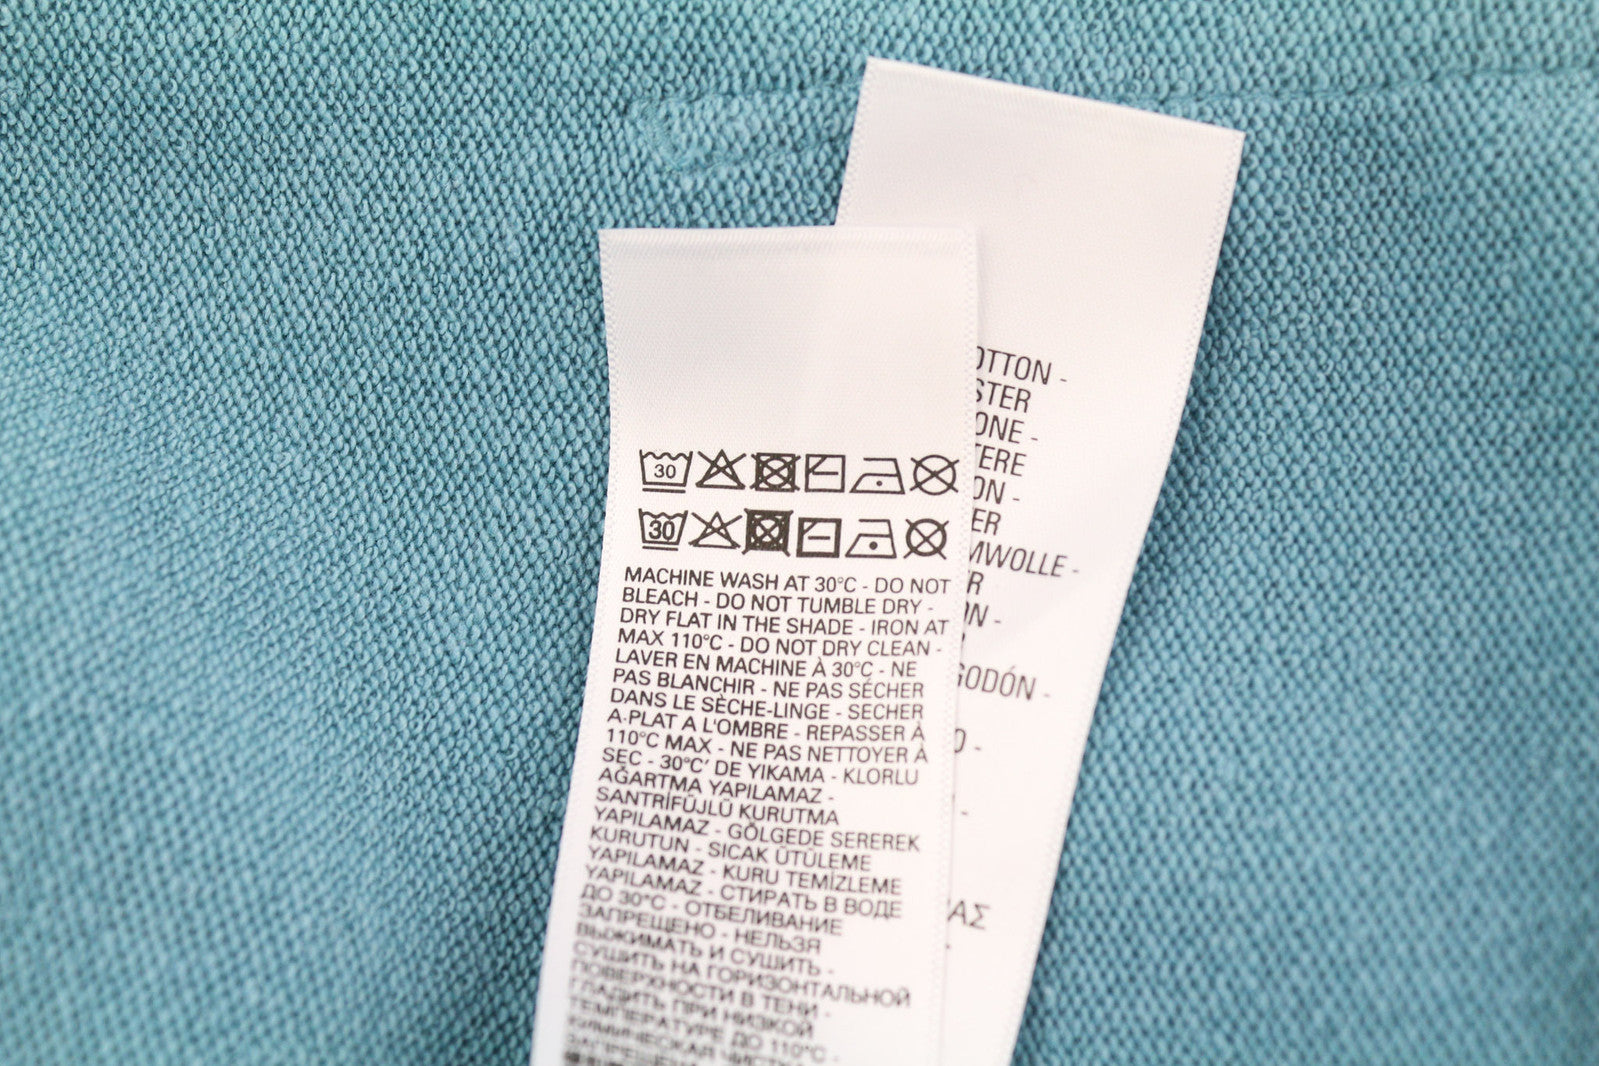 30
30
MACHINE WASH AT 30°C - DO NOT
BLEACH - DO NOT TUMBLE DRY -
DRY FLAT IN THE SHADE - IRON AT
MAX 110°C - DO NOT DRY CLEAN -
LAVER EN MACHINE À 30°C - NE
PAS BLANCHIR - NE PAS SÉCHER
DANS LE SÈCHE-LINGE - SECHER
A-PLAT A L'OMBRE - REPASSER À
110°C MAX - NE PAS NETTOYER À
SEC - 30°C' DE YIKAMA - KLORLU
AĞARTMA YAPILAMAZ -
SANTRİFÜJLÜ KURUTMA
YAPILAMAZ - GÖLGEDE SEREREK
KURUTUN - SICAK ÜTÜLEME
YAPILAMAZ - KURU TEMİZLEME
YAPILAMAZ - СТИРАТЬ В ВОДЕ
ДО 30°C - ОТБЕЛИВАНИЕ
ЗАПРЕЩЕНО - НЕЛЬЗЯ
ВЫЖИМАТЬ И СУШИТЬ -
СУШИТЬ НА ГОРИЗОНТАЛЬНОЙ
ПОВЕРХНОСТИ В ТЕНИ -
ГЛАДИТЬ ПРИ НИЗКОЙ
ТЕМПЕРАТУРЕ ДО 110°C -
ХИМИЧЕСКАЯ
OTTON -
STER
ONE -
TERE
ON -
ER
MWOLLE -
R
N -
GODÓN -
O -
ΑΣ